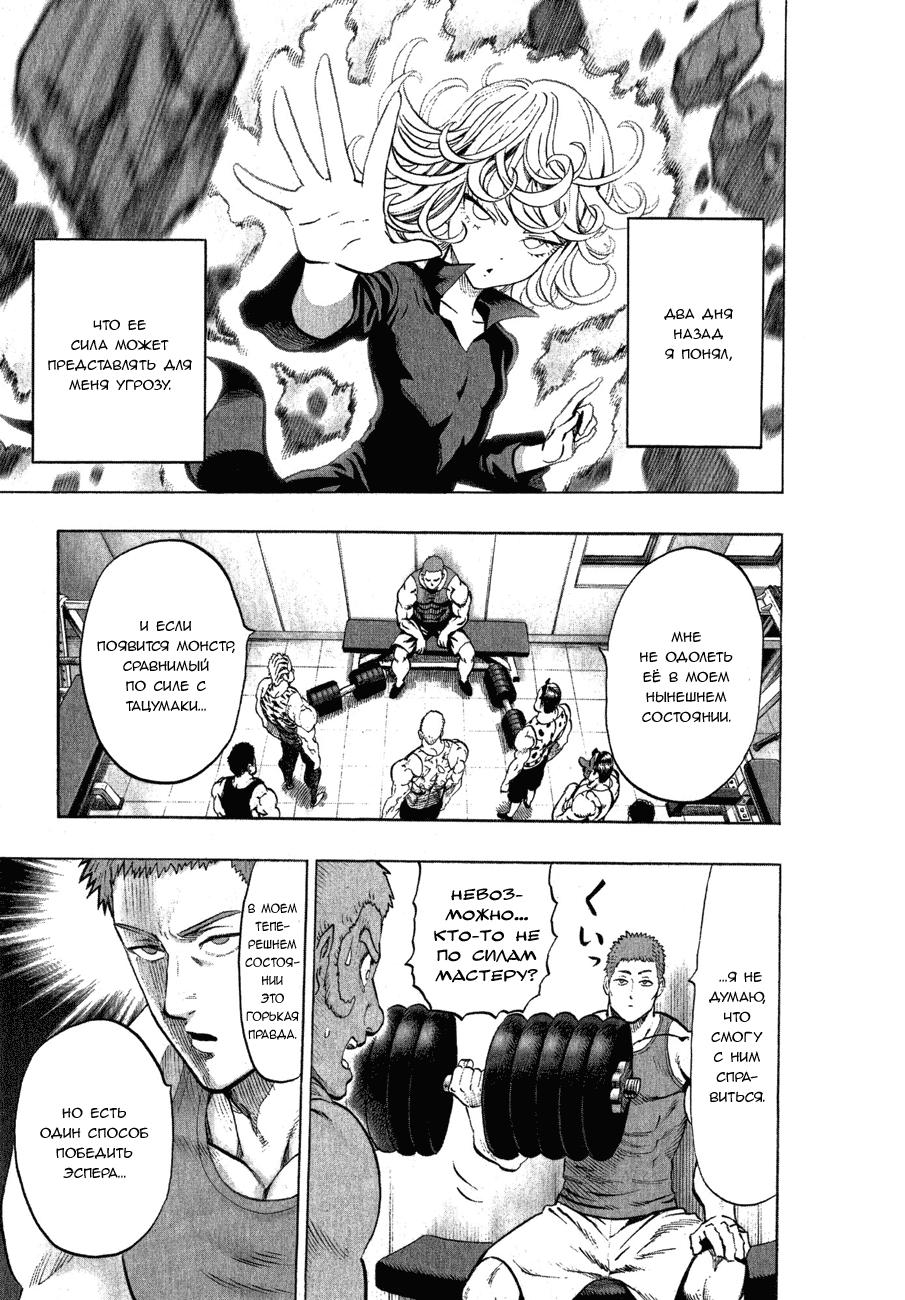 ДВА ДНЯ
НАЗАД
Я ПОНЯЛ,
ЧТО ЕЕ
СИЛА МОЖЕТ
ПРЕДСТАВЛЯТЬ ДЛЯ
МЕНЯ УГРОЗУ.
МНЕ
НЕ ОДОЛЕТЬ
ЕЁ В МОЕМ
НЫНЕШНЕМ
СОСТОЯНИИ.
И ЕСЛИ
ПОЯВИТСЯ МОНСТР,
СРАВНИМЫЙ
ПО СИЛЕ С
ТАЦУМАКИ...
...Я НЕ
ДУМАЮ,
ЧТО
СМОГУ
С НИМ
СПРА-
ВИТЬСЯ.
くいっ
НЕВОЗ-
МОЖНО...
КТО-ТО НЕ
ПО СИЛАМ
МАСТЕРУ?
В МОЕМ
ТЕПЕ-
РЕШНЕМ
СОСТОЯ-
НИИ
ЭТО
ГОРЬКАЯ
ПРАВДА.
НО ЕСТЬ
ОДИН СПОСОБ
ПОБЕДИТЬ
ЭСПЕРА...